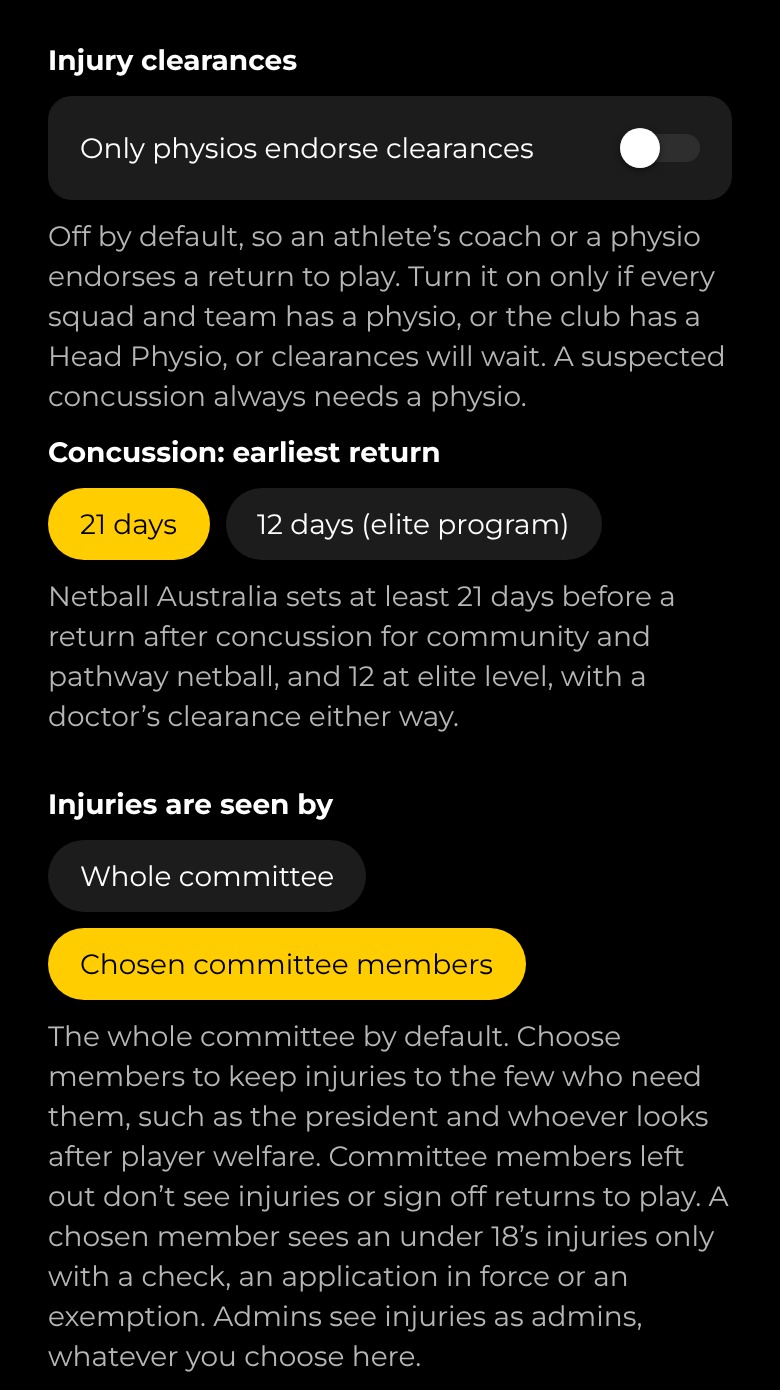 Injury clearances
Only physios endorse clearances
Off by default, so an athlete’s coach or a physio
endorses a return to play. Turn it on only if every
squad and team has a physio, or the club has a
Head Physio, or clearances will wait. A suspected
concussion always needs a physio.
Concussion: earliest return
21 days
12 days (elite program)
Netball Australia sets at least 21 days before a
return after concussion for community and
pathway netball, and 12 at elite level, with a
doctor’s clearance either way.
Injuries are seen by
Whole committee
Chosen committee members
The whole committee by default. Choose
members to keep injuries to the few who need
them, such as the president and whoever looks
after player welfare. Committee members left
out don’t see injuries or sign off returns to play. A
chosen member sees an under 18’s injuries only
with a check, an application in force or an
exemption. Admins see injuries as admins,
whatever you choose here.